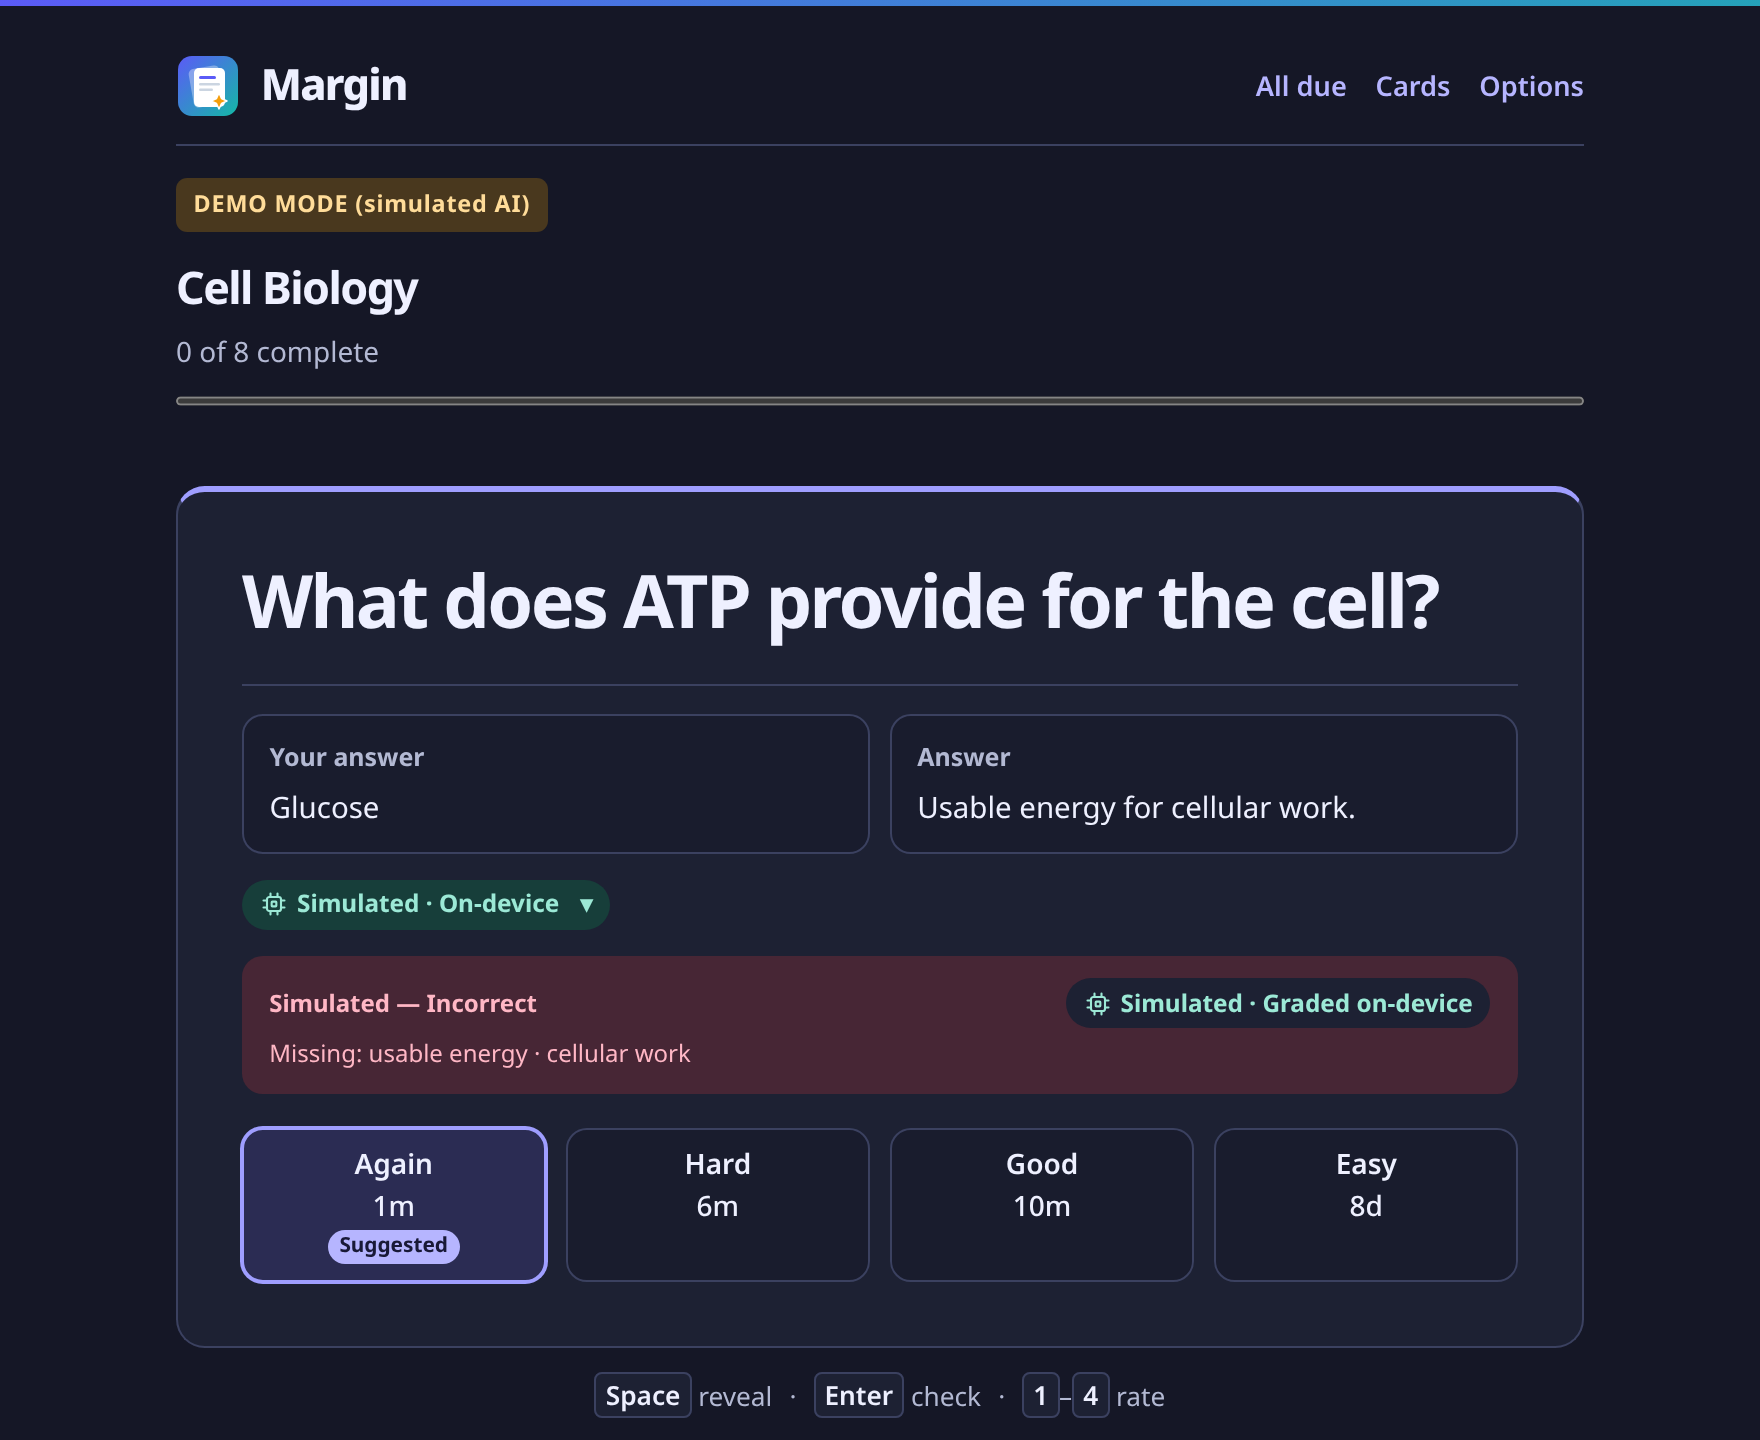 Margin
All due Cards Options
DEMO MODE (simulated AI)
Cell Biology
0 of 8 complete
What does ATP provide for the cell?
Your answer
Glucose
Answer
Usable energy for cellular work.
Simulated · On-device ▼
Simulated — Incorrect
Simulated · Graded on-device
Missing: usable energy · cellular work
Again
1m
Suggested
Hard
6m
Good
10m
Easy
8d
Space reveal · Enter check · 1–4 rate